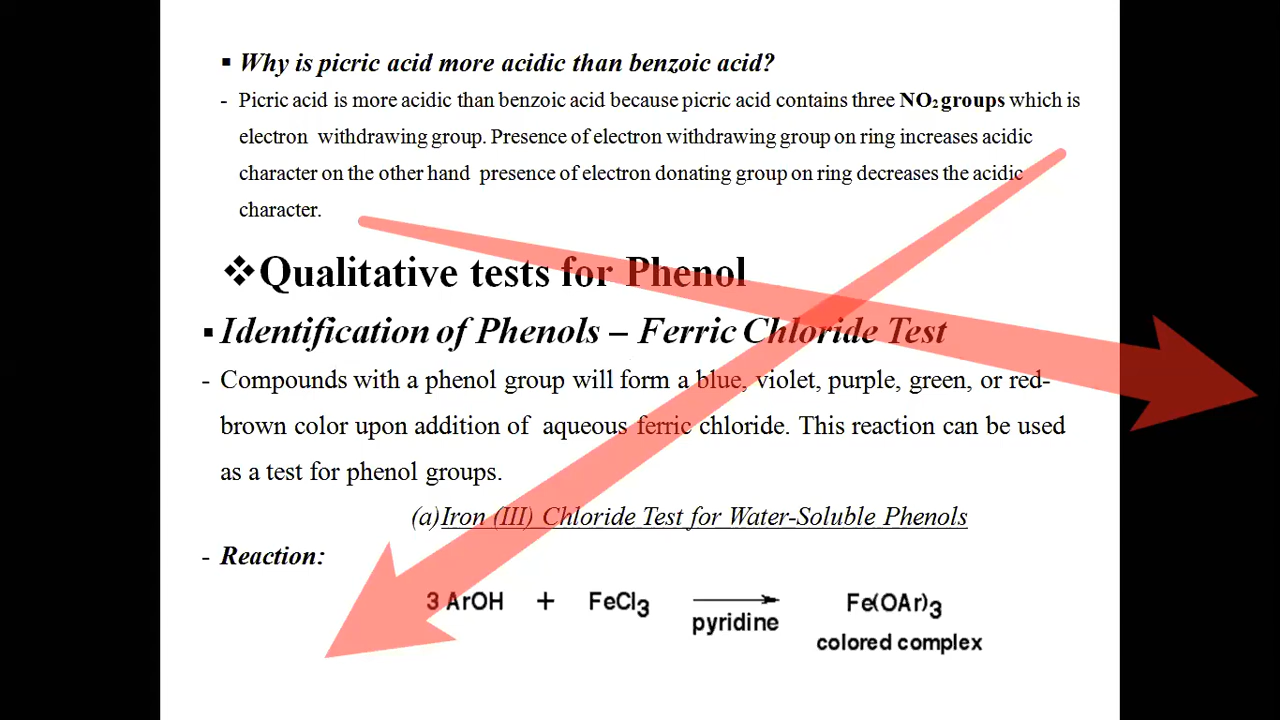 ▪ Why is picric acid more acidic than benzoic acid?
- Picric acid is more acidic than benzoic acid because picric acid contains three NO₂ groups which is
electron withdrawing group. Presence of electron withdrawing group on ring increases acidic
character on the other hand presence of electron donating group on ring decreases the acidic
character.
❖Qualitative tests for Phenol
▪ Identification of Phenols – Ferric Chloride Test
- Compounds with a phenol group will form a blue, violet, purple, green, or red-
brown color upon addition of aqueous ferric chloride. This reaction can be used
as a test for phenol groups.
(a)Iron (III) Chloride Test for Water-Soluble Phenols
- Reaction:
3 ArOH + FeCl₃ ⟶ Fe(OAr)₃
pyridine
colored complex